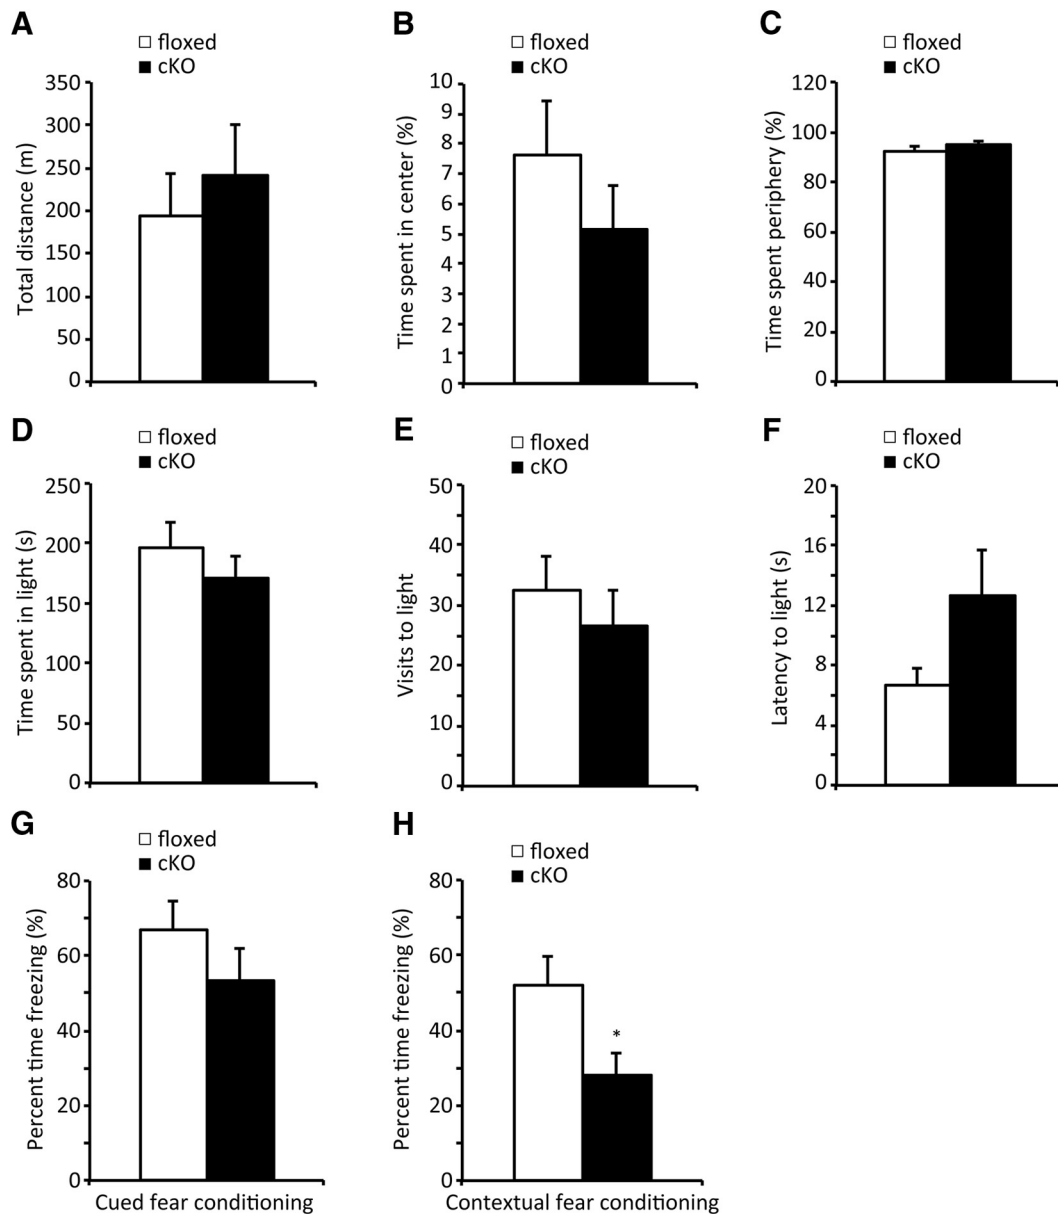 A
floxed
cKO
Total distance (m)
350
300
250
200
150
100
50
0
B
floxed
cKO
Time spent in center (%)
10
9
8
7
6
5
4
3
2
1
0
C
floxed
cKO
Time spent periphery (%)
120
100
80
60
40
20
0
D
floxed
cKO
Time spent in light (s)
250
200
150
100
50
0
E
floxed
cKO
Visits to light
50
40
30
20
10
0
F
floxed
cKO
Latency to light (s)
20
16
12
8
4
0
G
floxed
cKO
Percent time freezing (%)
80
60
40
20
0
Cued fear conditioning
H
floxed
cKO
Percent time freezing (%)
80
60
40
20
0
*
Contextual fear conditioning